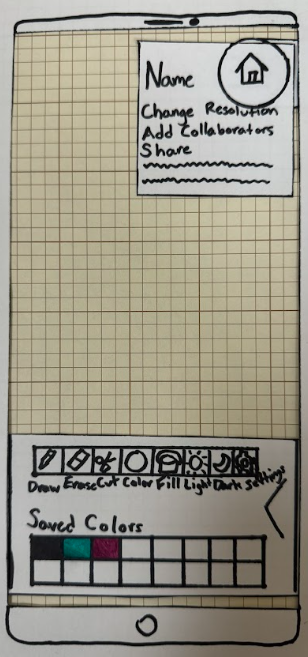 Name
Change Resolution
Add Collaborators
Share
Draw Erase Cut Color Fill Light Dark Settings
Saved Colors